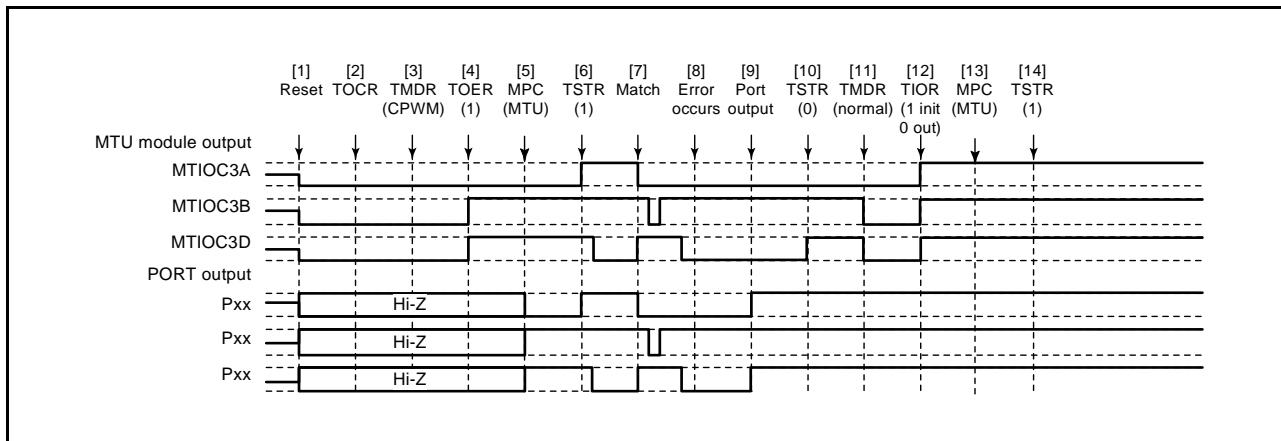 [1] [2] [3] [4] [5] [6] [7] [8] [9] [10] [11] [12] [13] [14]
Reset TOCR TMDR TOER MPC TSTR Match Error Port TSTR TMDR TIOR MPC TSTR
(CPWM) (1) (MTU) (1) occurs output (0) (normal) (1 init (MTU) (1)
0 out)
MTU module output
MTIOC3A
MTIOC3B
MTIOC3D
PORT output
Pxx Hi-Z
Pxx Hi-Z
Pxx Hi-Z